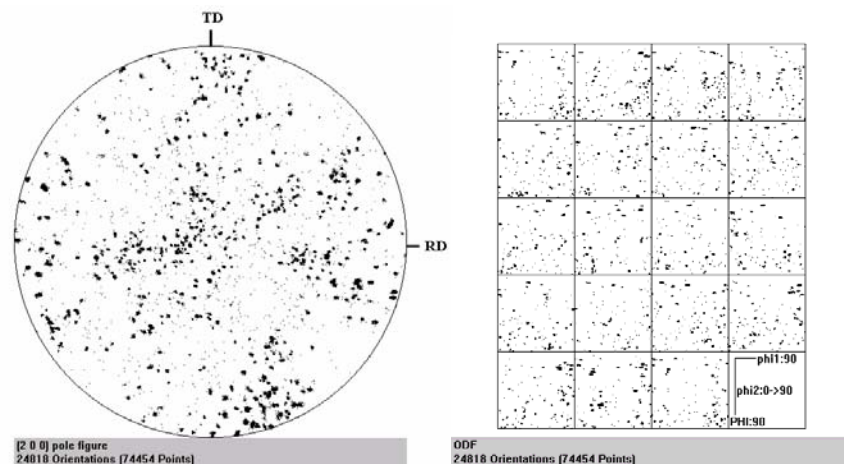 TD
RD
[2 0 0] pole figure
24818 Orientations [74454 Points]
phi1:90
phi2:0->90
PHI:90
ODF
24818 Orientations [74454 Points]